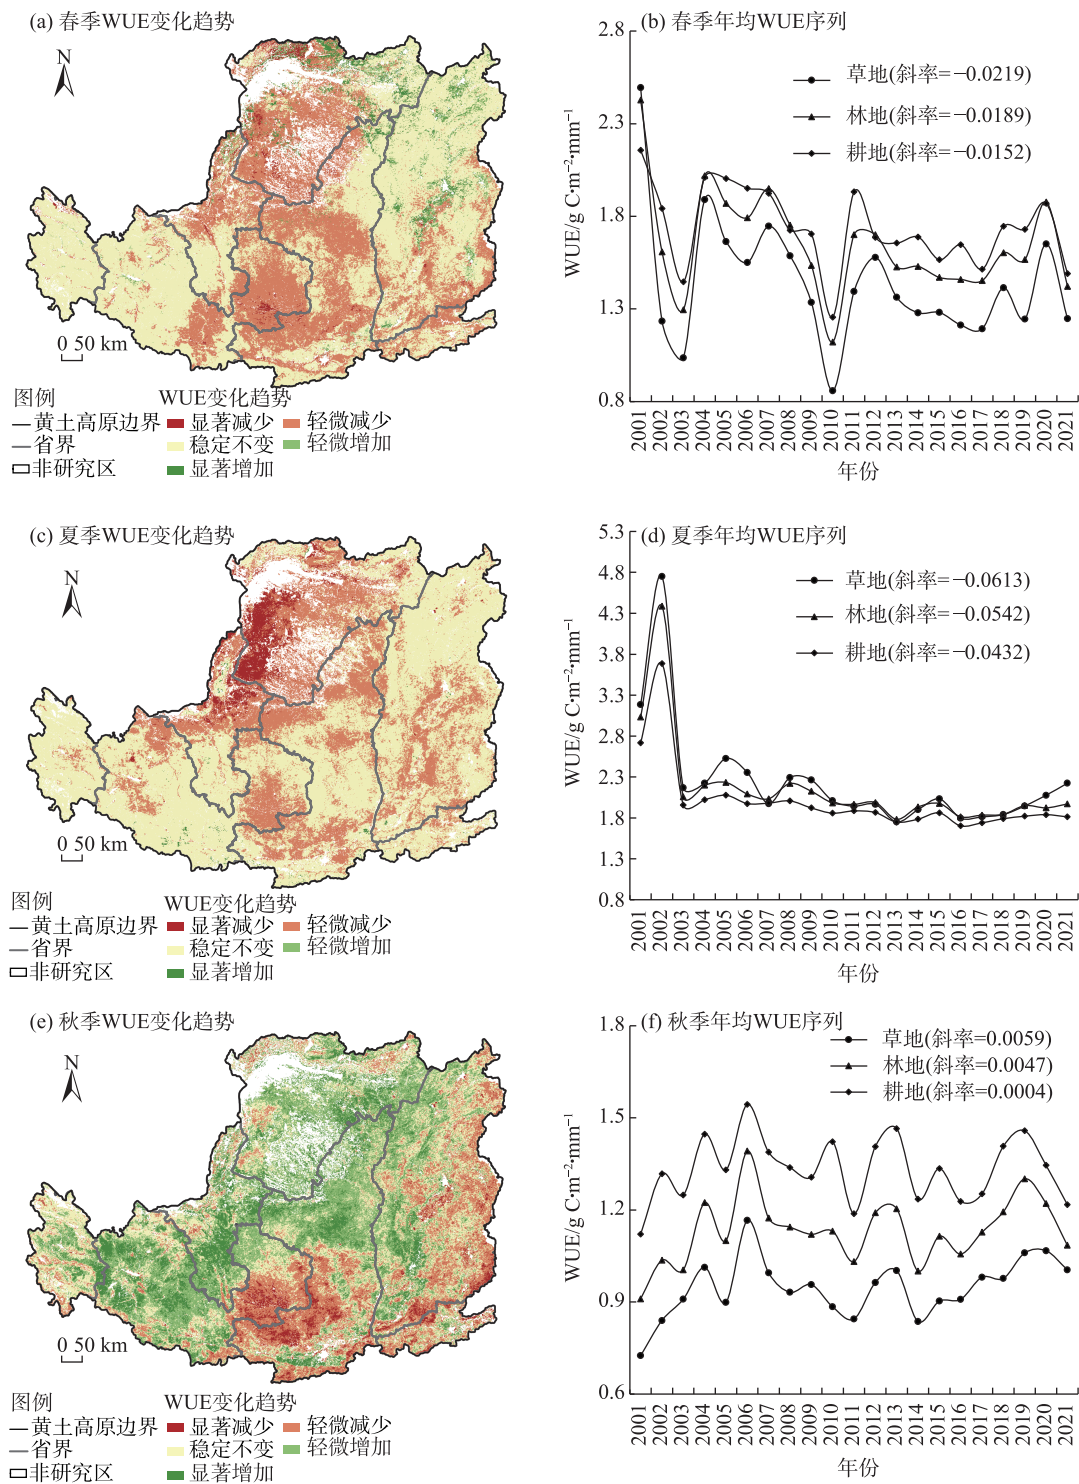 (a) 春季WUE变化趋势
N
0 50 km
图例
黄土高原边界
省界
非研究区
WUE变化趋势
显著减少
轻微减少
稳定不变
轻微增加
显著增加
(b) 春季年均WUE序列
草地(斜率=−0.0219)
林地(斜率=−0.0189)
耕地(斜率=−0.0152)
WUE/g C•m⁻²•mm⁻¹
2.8
2.3
1.8
1.3
0.8
2001 2002 2003 2004 2005 2006 2007 2008 2009 2010 2011 2012 2013 2014 2015 2016 2017 2018 2019 2020 2021
年份
(c) 夏季WUE变化趋势
N
0 50 km
图例
黄土高原边界
省界
非研究区
WUE变化趋势
显著减少
轻微减少
稳定不变
轻微增加
显著增加
(d) 夏季年均WUE序列
草地(斜率=−0.0613)
林地(斜率=−0.0542)
耕地(斜率=−0.0432)
WUE/g C•m⁻²•mm⁻¹
5.3
4.8
4.3
3.8
3.3
2.8
2.3
1.8
1.3
0.8
2001 2002 2003 2004 2005 2006 2007 2008 2009 2010 2011 2012 2013 2014 2015 2016 2017 2018 2019 2020 2021
年份
(e) 秋季WUE变化趋势
N
0 50 km
图例
黄土高原边界
省界
非研究区
WUE变化趋势
显著减少
轻微减少
稳定不变
轻微增加
显著增加
(f) 秋季年均WUE序列
草地(斜率=0.0059)
林地(斜率=0.0047)
耕地(斜率=0.0004)
WUE/g C•m⁻²•mm⁻¹
1.8
1.5
1.2
0.9
0.6
2001 2002 2003 2004 2005 2006 2007 2008 2009 2010 2011 2012 2013 2014 2015 2016 2017 2018 2019 2020 2021
年份